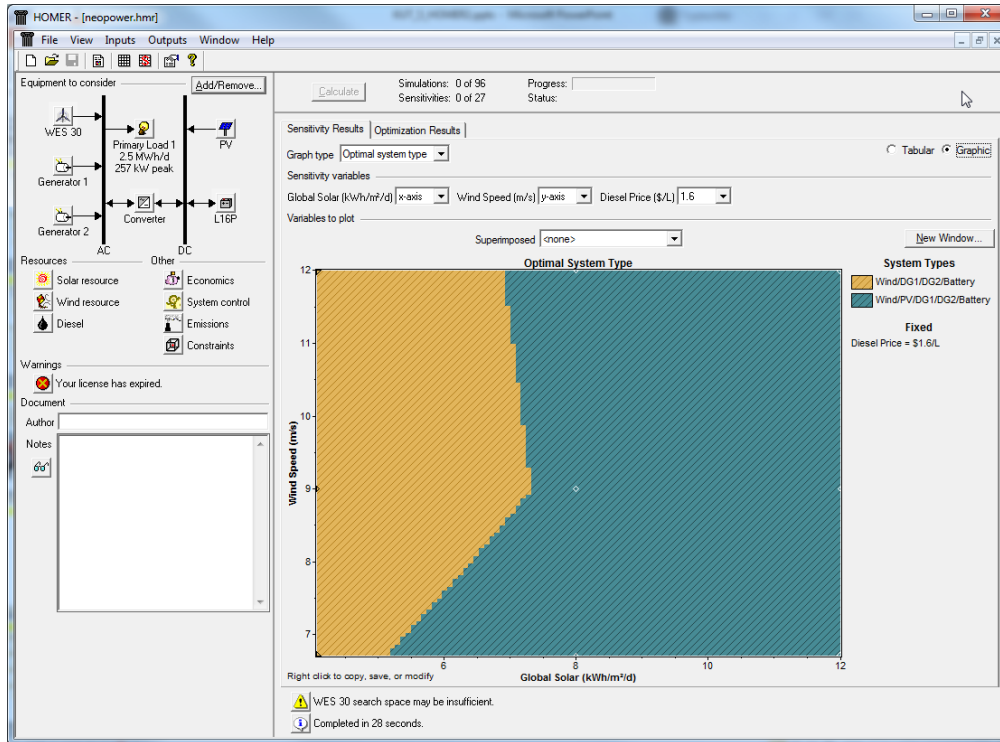 HOMER - [neopower.hmr]
File View Inputs Outputs Window Help
Equipment to consider
Add/Remove...
WES 30
Primary Load 1
2.5 MWh/d
257 kW peak
PV
Generator 1
Generator 2
Converter
L16P
AC DC
Resources
Other
Solar resource
Economics
Wind resource
System control
Diesel
Emissions
Constraints
Warnings
Your license has expired.
Document
Author
Notes
Calculate
Simulations: 0 of 96
Progress:
Sensitivities: 0 of 27
Status:
Sensitivity Results
Optimization Results
Graph type Optimal system type
Tabular Graphic
Sensitivity variables
Global Solar (kWh/m²/d) x-axis Wind Speed (m/s) y-axis Diesel Price ($/L) 1.6
Variables to plot
Superimposed <none>
New Window...
Optimal System Type
System Types
Wind/DG1/DG2/Battery
Wind/PV/DG1/DG2/Battery
Fixed
Diesel Price = $1.6/L
12
11
10
9
8
7
Wind Speed (m/s)
6 8 10 12
Global Solar (kWh/m²/d)
Right click to copy, save, or modify
WES 30 search space may be insufficient.
Completed in 28 seconds.